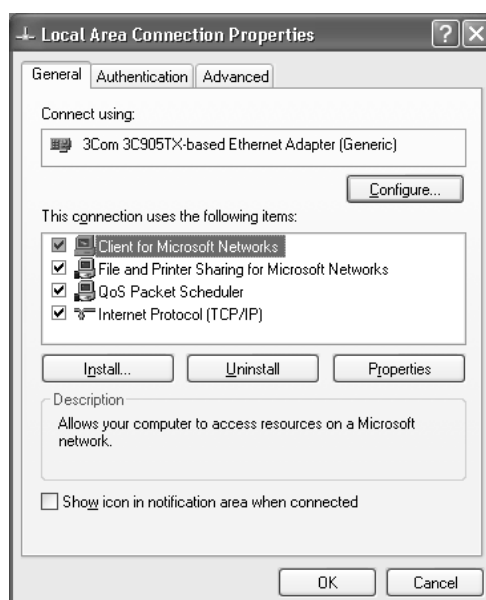 Local Area Connection Properties
General Authentication Advanced
Connect using:
3Com 3C905TX-based Ethernet Adapter (Generic)
Configure...
This connection uses the following items:
Client for Microsoft Networks
File and Printer Sharing for Microsoft Networks
QoS Packet Scheduler
Internet Protocol (TCP/IP)
Install... Uninstall Properties
Description
Allows your computer to access resources on a Microsoft
network.
Show icon in notification area when connected
OK Cancel